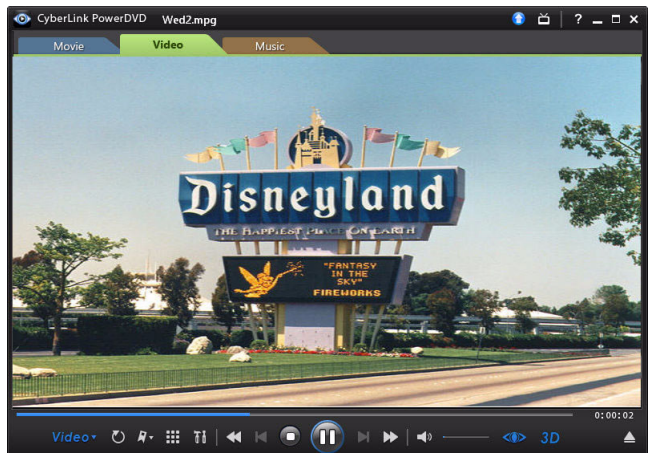 CyberLink PowerDVD Wed2.mpg
?
Movie Video Music
Disneyland
THE HAPPIEST PLACE ON EARTH
"FANTASY
IN THE
SKY"
FIREWORKS
0:00:02
Video 3D